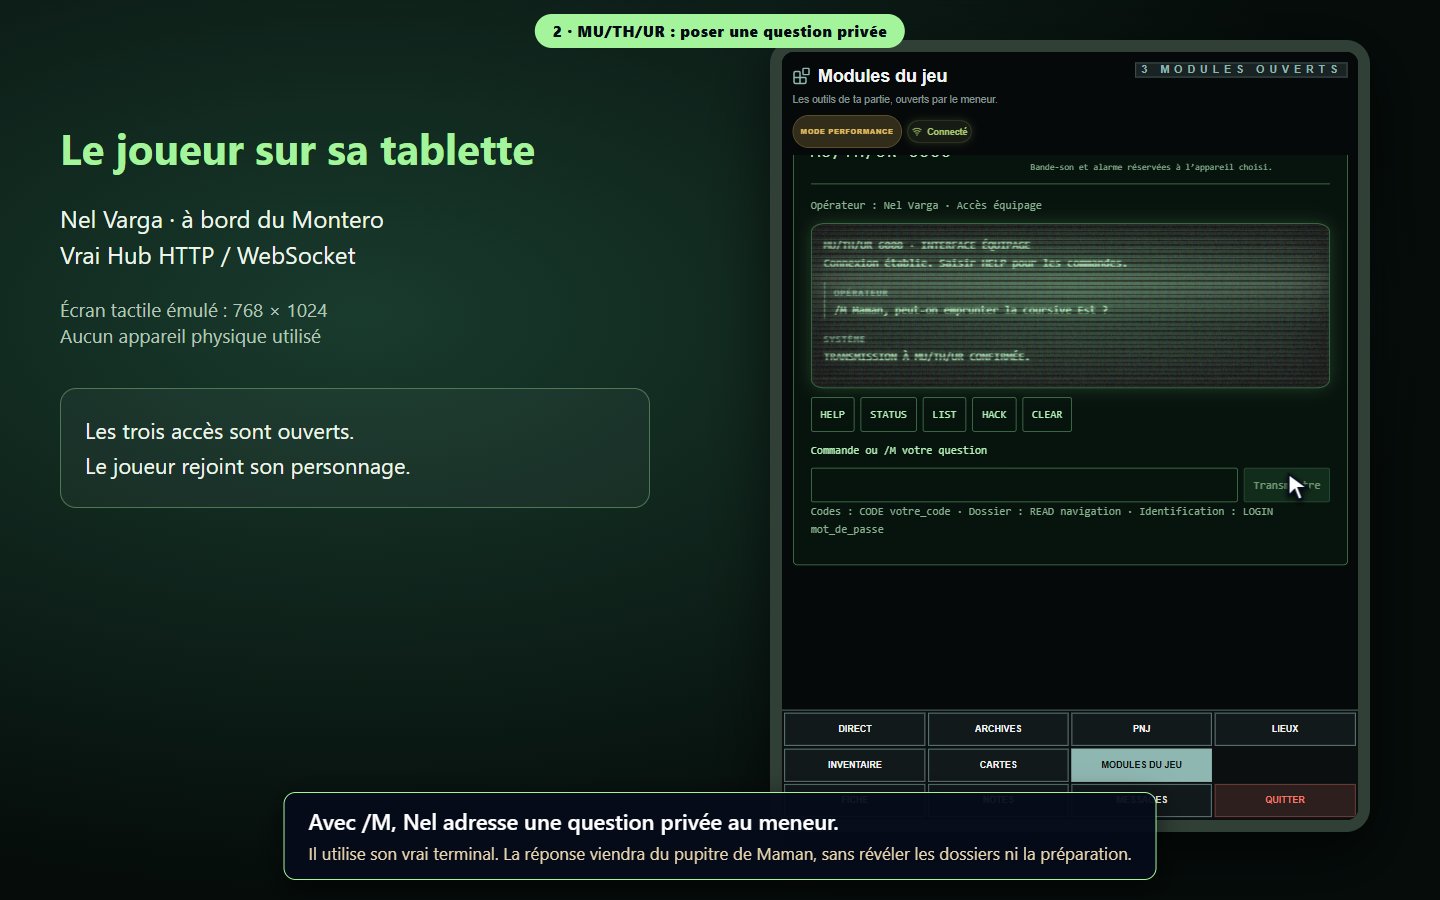 2 · MU/TH/UR : poser une question privée
Le joueur sur sa tablette
Nel Varga · à bord du Montero
Vrai Hub HTTP / WebSocket
Écran tactile émulé : 768 × 1024
Aucun appareil physique utilisé
Les trois accès sont ouverts.
Le joueur rejoint son personnage.
Modules du jeu
3 MODULES OUVERTS
Les outils de ta partie, ouverts par le meneur.
MODE PERFORMANCE
Connecté
Bande-son et alarme réservées à l'appareil choisi.
Opérateur : Nel Varga · Accès équipage
MU/TH/UR 6000 - INTERFACE ÉQUIPAGE
Connexion établie. Saisir HELP pour les commandes.
OPÉRATEUR
/M Maman, peut-on emprunter la coursive Est ?
SYSTÈME
TRANSMISSION À MU/TH/UR CONFIRMÉE.
HELP STATUS LIST HACK CLEAR
Commande ou /M votre question
Codes : CODE votre_code · Dossier : READ navigation · Identification : LOGIN
mot_de_passe
DIRECT ARCHIVES PNJ LIEUX
INVENTAIRE CARTES MODULES DU JEU
FICHE NOTES MESSAGES QUITTER
Avec /M, Nel adresse une question privée au meneur.
Il utilise son vrai terminal. La réponse viendra du pupitre de Maman, sans révéler les dossiers ni la préparation.